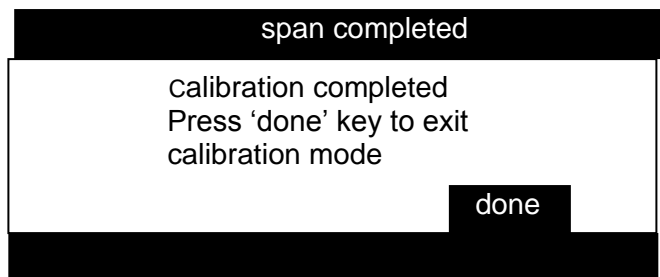 span completed
Calibration completed
Press ‘done’ key to exit
calibration mode
done